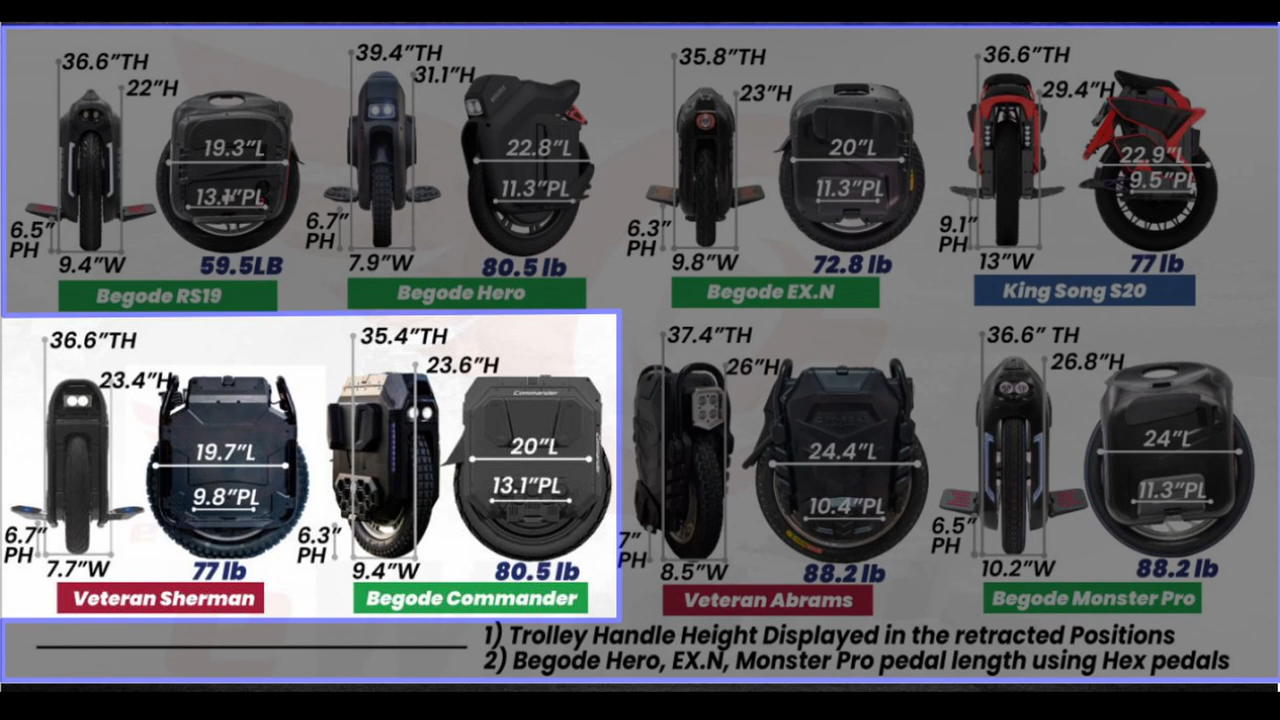 36.6”TH
22”H
19.3”L
13.1”PL
6.5”
PH
9.4”W
59.5LB
Begode RS19
39.4”TH
31.1”H
22.8”L
11.3”PL
6.7”
PH
7.9”W
80.5 lb
Begode Hero
35.8”TH
23”H
20”L
11.3”PL
6.3”
PH
9.8”W
72.8 lb
Begode EX.N
36.6”TH
29.4”H
22.9”L
9.5”PL
9.1”
PH
13”W
77 lb
King Song S20
36.6”TH
23.4”H
19.7”L
9.8”PL
6.7”
PH
7.7”W
77 lb
Veteran Sherman
35.4”TH
23.6”H
Commander
20”L
13.1”PL
6.3”
PH
9.4”W
80.5 lb
Begode Commander
37.4”TH
26”H
24.4”L
10.4”PL
7”
PH
8.5”W
88.2 lb
Veteran Abrams
36.6” TH
26.8”H
24”L
11.3”PL
6.5”
PH
10.2”W
88.2 lb
Begode Monster Pro
1) Trolley Handle Height Displayed in the retracted Positions
2) Begode Hero, EX.N, Monster Pro pedal length using Hex pedals